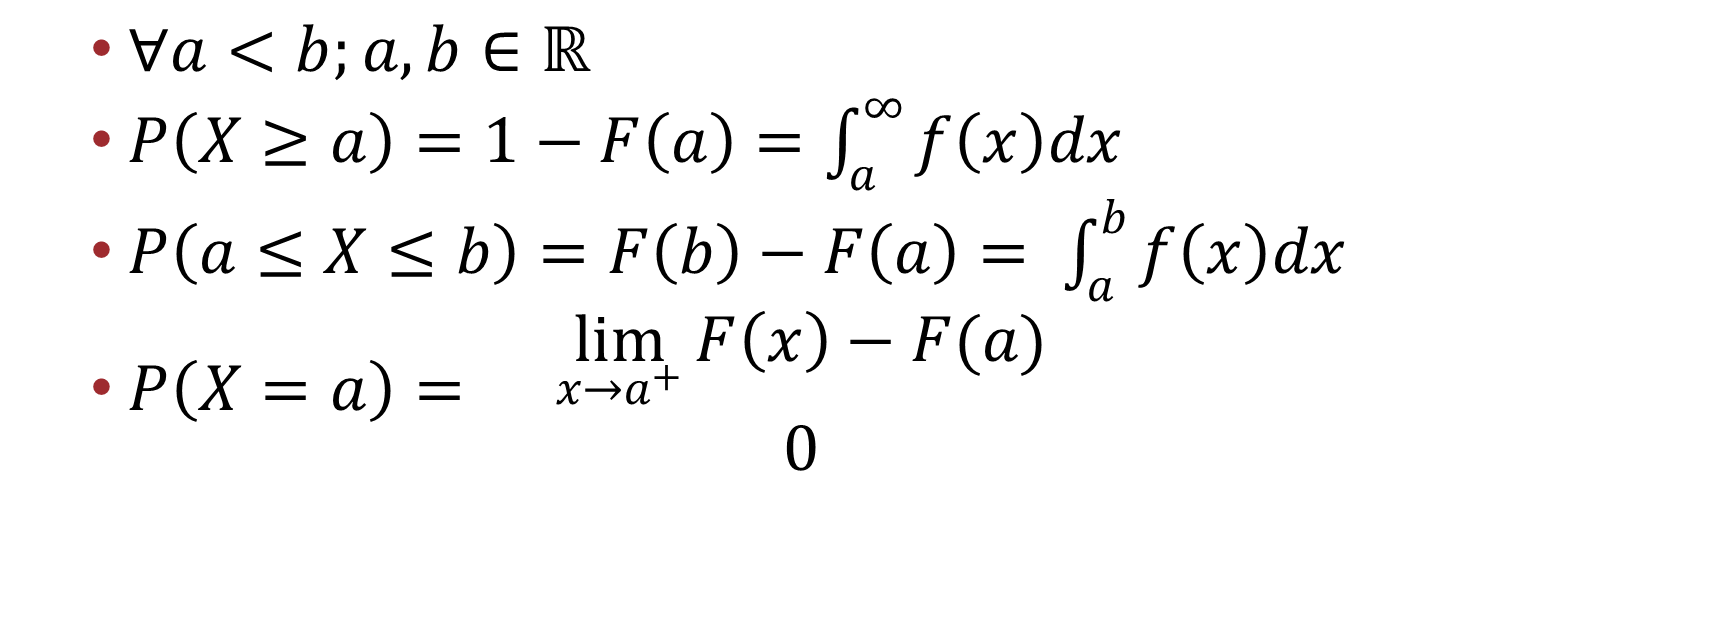 • ∀a < b; a, b ∈ ℝ
• P(X ≥ a) = 1 − F(a) = ∫_a^∞ f(x)dx
• P(a ≤ X ≤ b) = F(b) − F(a) = ∫_a^b f(x)dx
• P(X = a) = lim_{x→a⁺} F(x) − F(a)
0